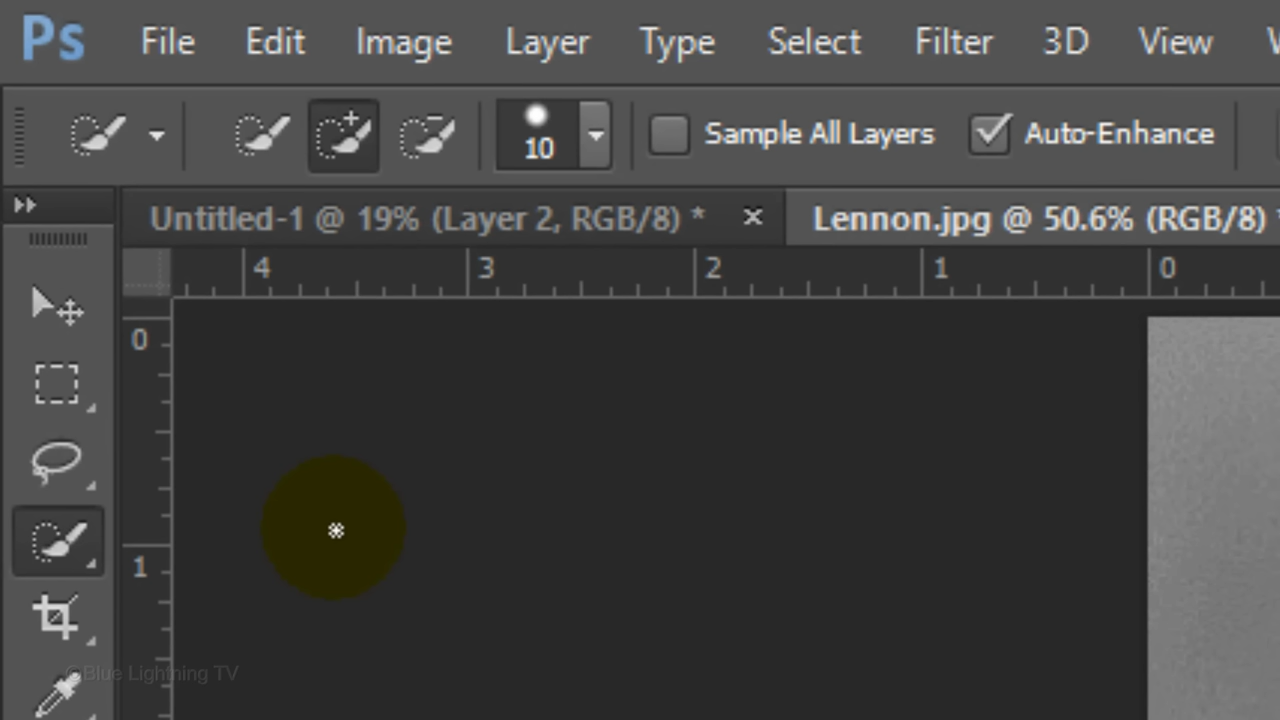 Ps File Edit Image Layer Type Select Filter 3D View
10 Sample All Layers Auto-Enhance
Untitled-1 @ 19% (Layer 2, RGB/8) * × Lennon.jpg @ 50.6% (RGB/8)
4 3 2 1 0
0
1
©Blue Lightning TV